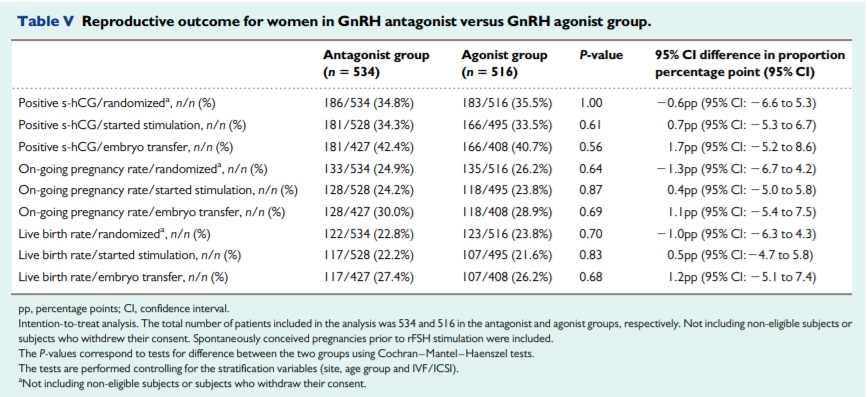 Table V Reproductive outcome for women in GnRH antagonist versus GnRH agonist group.
Antagonist group Agonist group P-value 95% CI difference in proportion
(n = 534) (n = 516) percentage point (95% CI)
Positive s-hCG/randomizedᵃ, n/n (%) 186/534 (34.8%) 183/516 (35.5%) 1.00 −0.6pp (95% CI: −6.6 to 5.3)
Positive s-hCG/started stimulation, n/n (%) 181/528 (34.3%) 166/495 (33.5%) 0.61 0.7pp (95% CI: −5.3 to 6.7)
Positive s-hCG/embryo transfer, n/n (%) 181/427 (42.4%) 166/408 (40.7%) 0.56 1.7pp (95% CI: −5.2 to 8.6)
On-going pregnancy rate/randomizedᵃ, n/n (%) 133/534 (24.9%) 135/516 (26.2%) 0.64 −1.3pp (95% CI: −6.7 to 4.2)
On-going pregnancy rate/started stimulation, n/n (%) 128/528 (24.2%) 118/495 (23.8%) 0.87 0.4pp (95% CI: −5.0 to 5.8)
On-going pregnancy rate/embryo transfer, n/n (%) 128/427 (30.0%) 118/408 (28.9%) 0.69 1.1pp (95% CI: −5.4 to 7.5)
Live birth rate/randomizedᵃ, n/n (%) 122/534 (22.8%) 123/516 (23.8%) 0.70 −1.0pp (95% CI: −6.3 to 4.3)
Live birth rate/started stimulation, n/n (%) 117/528 (22.2%) 107/495 (21.6%) 0.83 0.5pp (95% CI:−4.7 to 5.8)
Live birth rate/embryo transfer, n/n (%) 117/427 (27.4%) 107/408 (26.2%) 0.68 1.2pp (95% CI: −5.1 to 7.4)
pp, percentage points; CI, confidence interval.
Intention-to-treat analysis. The total number of patients included in the analysis was 534 and 516 in the antagonist and agonist groups, respectively. Not including non-eligible subjects or
subjects who withdrew their consent. Spontaneously conceived pregnancies prior to rFSH stimulation were included.
The P-values correspond to tests for difference between the two groups using Cochran–Mantel–Haenszel tests.
The tests are performed controlling for the stratification variables (site, age group and IVF/ICSI).
ᵃNot including non-eligible subjects or subjects who withdraw their consent.